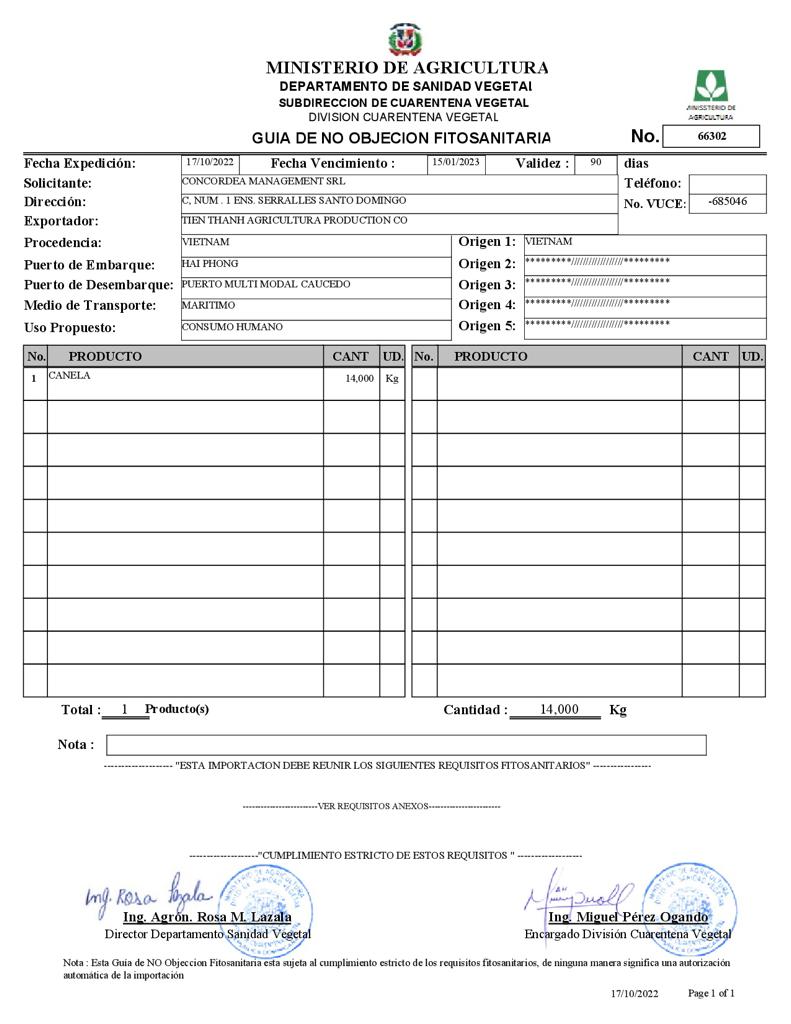 MINISTERIO DE AGRICULTURA
DEPARTAMENTO DE SANIDAD VEGETAL
SUBDIRECCION DE CUARENTENA VEGETAL
DIVISION CUARENTENA VEGETAL
MINISSTERIO DE
AGRICULTURA
GUIA DE NO OBJECION FITOSANITARIA No. 66302
Fecha Expedición: 17/10/2022 Fecha Vencimiento : 15/01/2023 Validez : 90 dias
Solicitante: CONCORDEA MANAGEMENT SRL Teléfono:
Dirección: C, NUM . 1 ENS. SERRALLES SANTO DOMINGO No. VUCE: -685046
Exportador: TIEN THANH AGRICULTURA PRODUCTION CO
Procedencia: VIETNAM Origen 1: VIETNAM
Puerto de Embarque: HAI PHONG Origen 2: *********//////////////////*********
Puerto de Desembarque: PUERTO MULTI MODAL CAUCEDO Origen 3: *********//////////////////*********
Medio de Transporte: MARITIMO Origen 4: *********//////////////////*********
Uso Propuesto: CONSUMO HUMANO Origen 5: *********//////////////////*********
No. PRODUCTO CANT UD. No. PRODUCTO CANT UD.
1 CANELA 14,000 Kg
Total : 1 Producto(s) Cantidad : 14,000 Kg
Nota :
-------------------- "ESTA IMPORTACION DEBE REUNIR LOS SIGUIENTES REQUISITOS FITOSANITARIOS" -----------------
-------------------------VER REQUISITOS ANEXOS------------------------
--------------------"CUMPLIMIENTO ESTRICTO DE ESTOS REQUISITOS " -------------------
Ing. Rosa Lazala
Ing. Agrón. Rosa M. Lazala Ing. Miguel Pérez Ogando
Director Departamento Sanidad Vegetal Encargado División Cuarentena Vegetal
Nota : Esta Guía de NO Objeccion Fitosanitaria esta sujeta al cumplimiento estricto de los requisitos fitosanitarios, de ninguna manera significa una autorización
automática de la importación
17/10/2022 Page 1 of 1